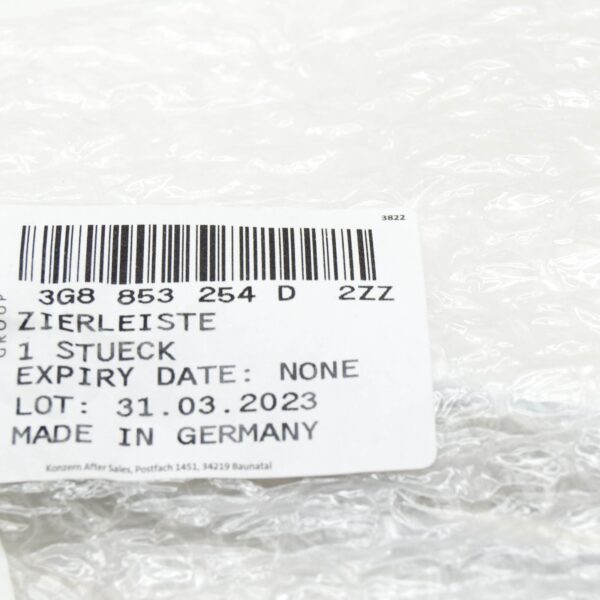 3822
3G8 853 254 D 2ZZ
GROUP
ZIERLEISTE
1 STUECK
EXPIRY DATE: NONE
LOT: 31.03.2023
MADE IN GERMANY
Konzern After Sales, Postfach 1451, 34219 Baunatal